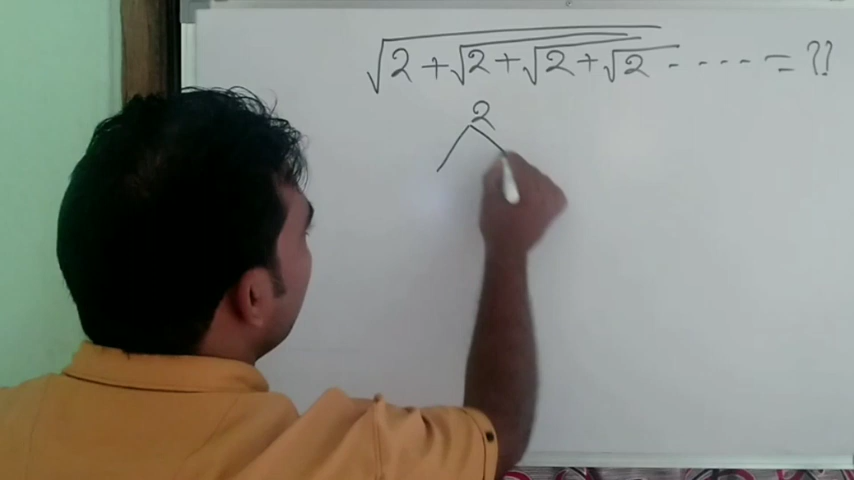 √2+√2+√2+√2 ----- = ??
2